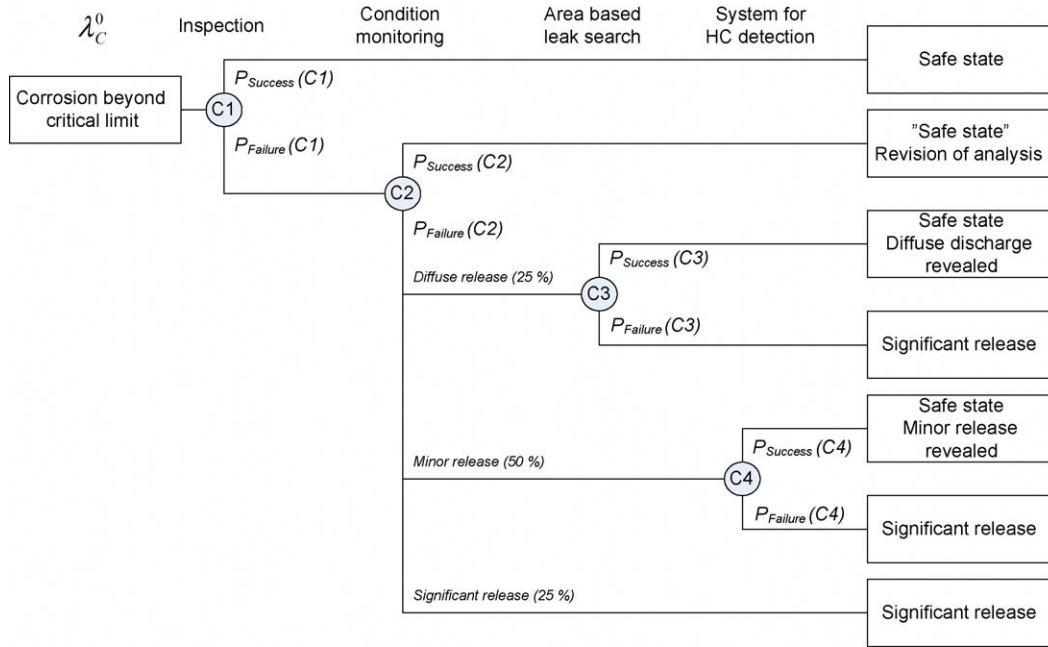 λ⁰_C
Inspection
Condition
monitoring
Area based
leak search
System for
HC detection
Corrosion beyond
critical limit
C1
P_Success (C1)
P_Failure (C1)
Safe state
C2
P_Success (C2)
P_Failure (C2)
"Safe state"
Revision of analysis
Diffuse release (25 %)
C3
P_Success (C3)
P_Failure (C3)
Safe state
Diffuse discharge
revealed
Significant release
Minor release (50 %)
C4
P_Success (C4)
P_Failure (C4)
Safe state
Minor release
revealed
Significant release
Significant release (25 %)
Significant release